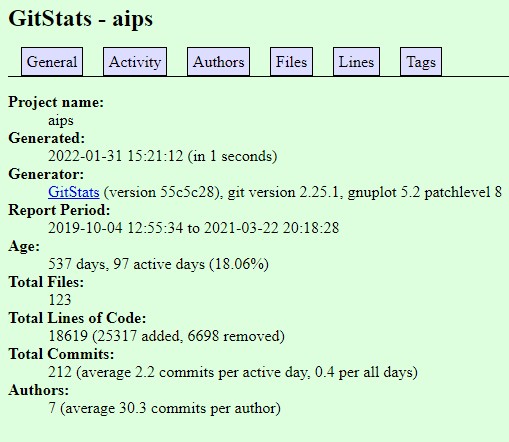 GitStats - aips
General Activity Authors Files Lines Tags
Project name:
aips
Generated:
2022-01-31 15:21:12 (in 1 seconds)
Generator:
GitStats (version 55c5c28), git version 2.25.1, gnuplot 5.2 patchlevel 8
Report Period:
2019-10-04 12:55:34 to 2021-03-22 20:18:28
Age:
537 days, 97 active days (18.06%)
Total Files:
123
Total Lines of Code:
18619 (25317 added, 6698 removed)
Total Commits:
212 (average 2.2 commits per active day, 0.4 per all days)
Authors:
7 (average 30.3 commits per author)